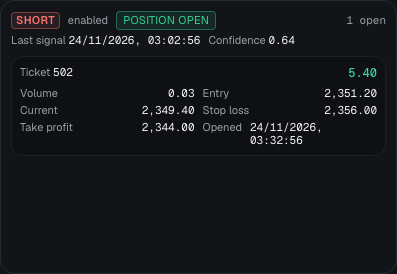 SHORT enabled POSITION OPEN 1 open
Last signal 24/11/2026, 03:02:56 Confidence 0.64
Ticket 502 5.40
Volume 0.03 Entry 2,351.20
Current 2,349.40 Stop loss 2,356.00
Take profit 2,344.00 Opened 24/11/2026,
03:32:56